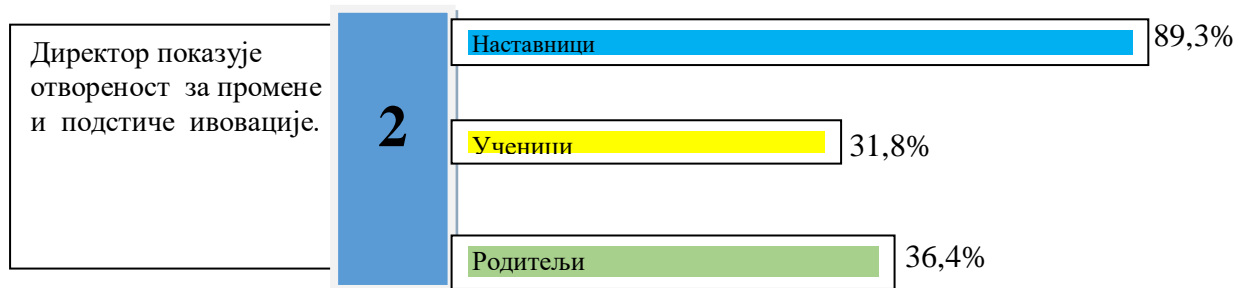 Директор показује
отвореност за промене
и подстиче ивовације.
2
Наставници
89,3%
Ученици
31,8%
Родитељи
36,4%